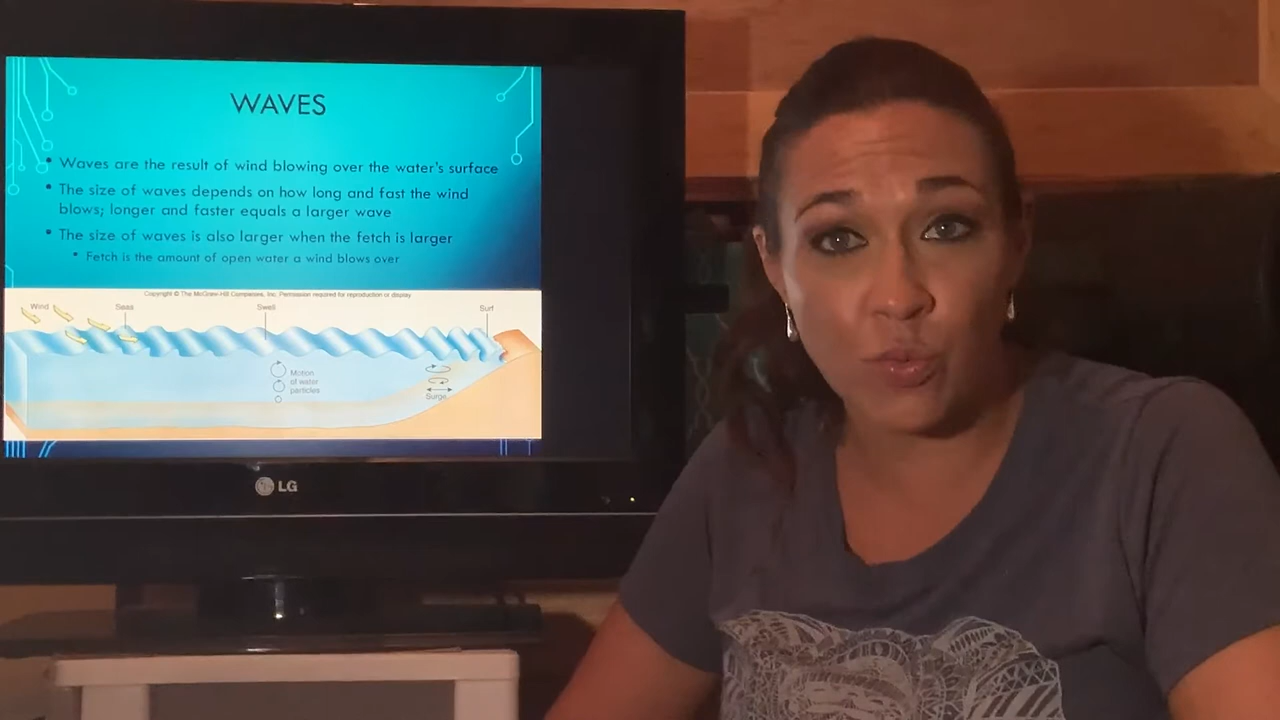 WAVES
• Waves are the result of wind blowing over the water's surface
• The size of waves depends on how long and fast the wind
blows; longer and faster equals a larger wave
• The size of waves is also larger when the fetch is larger
• Fetch is the amount of open water a wind blows over
Copyright © The McGraw-Hill Companies, Inc. Permission required for reproduction or display
Wind Seas Swell Surf
Motion
of water
particles
Surge
LG